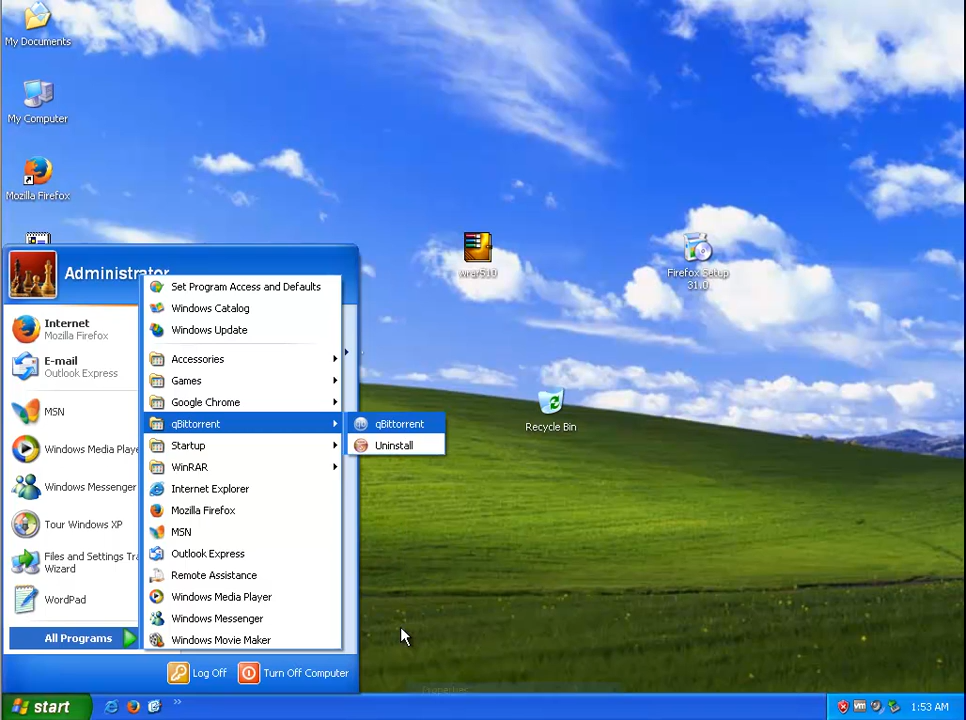 My Documents
My Computer
Mozilla Firefox
wrar510
Firefox Setup
31.0
Recycle Bin
Administrator
Internet
Mozilla Firefox
E-mail
Outlook Express
MSN
Windows Media Playe
Windows Messenger
Tour Windows XP
Files and Settings Tra
Wizard
WordPad
All Programs
Set Program Access and Defaults
Windows Catalog
Windows Update
Accessories
Games
Google Chrome
qBittorrent
Startup
WinRAR
Internet Explorer
Mozilla Firefox
MSN
Outlook Express
Remote Assistance
Windows Media Player
Windows Messenger
Windows Movie Maker
qBittorrent
Uninstall
Log Off
Turn Off Computer
Properties
start
»
vm
1:53 AM